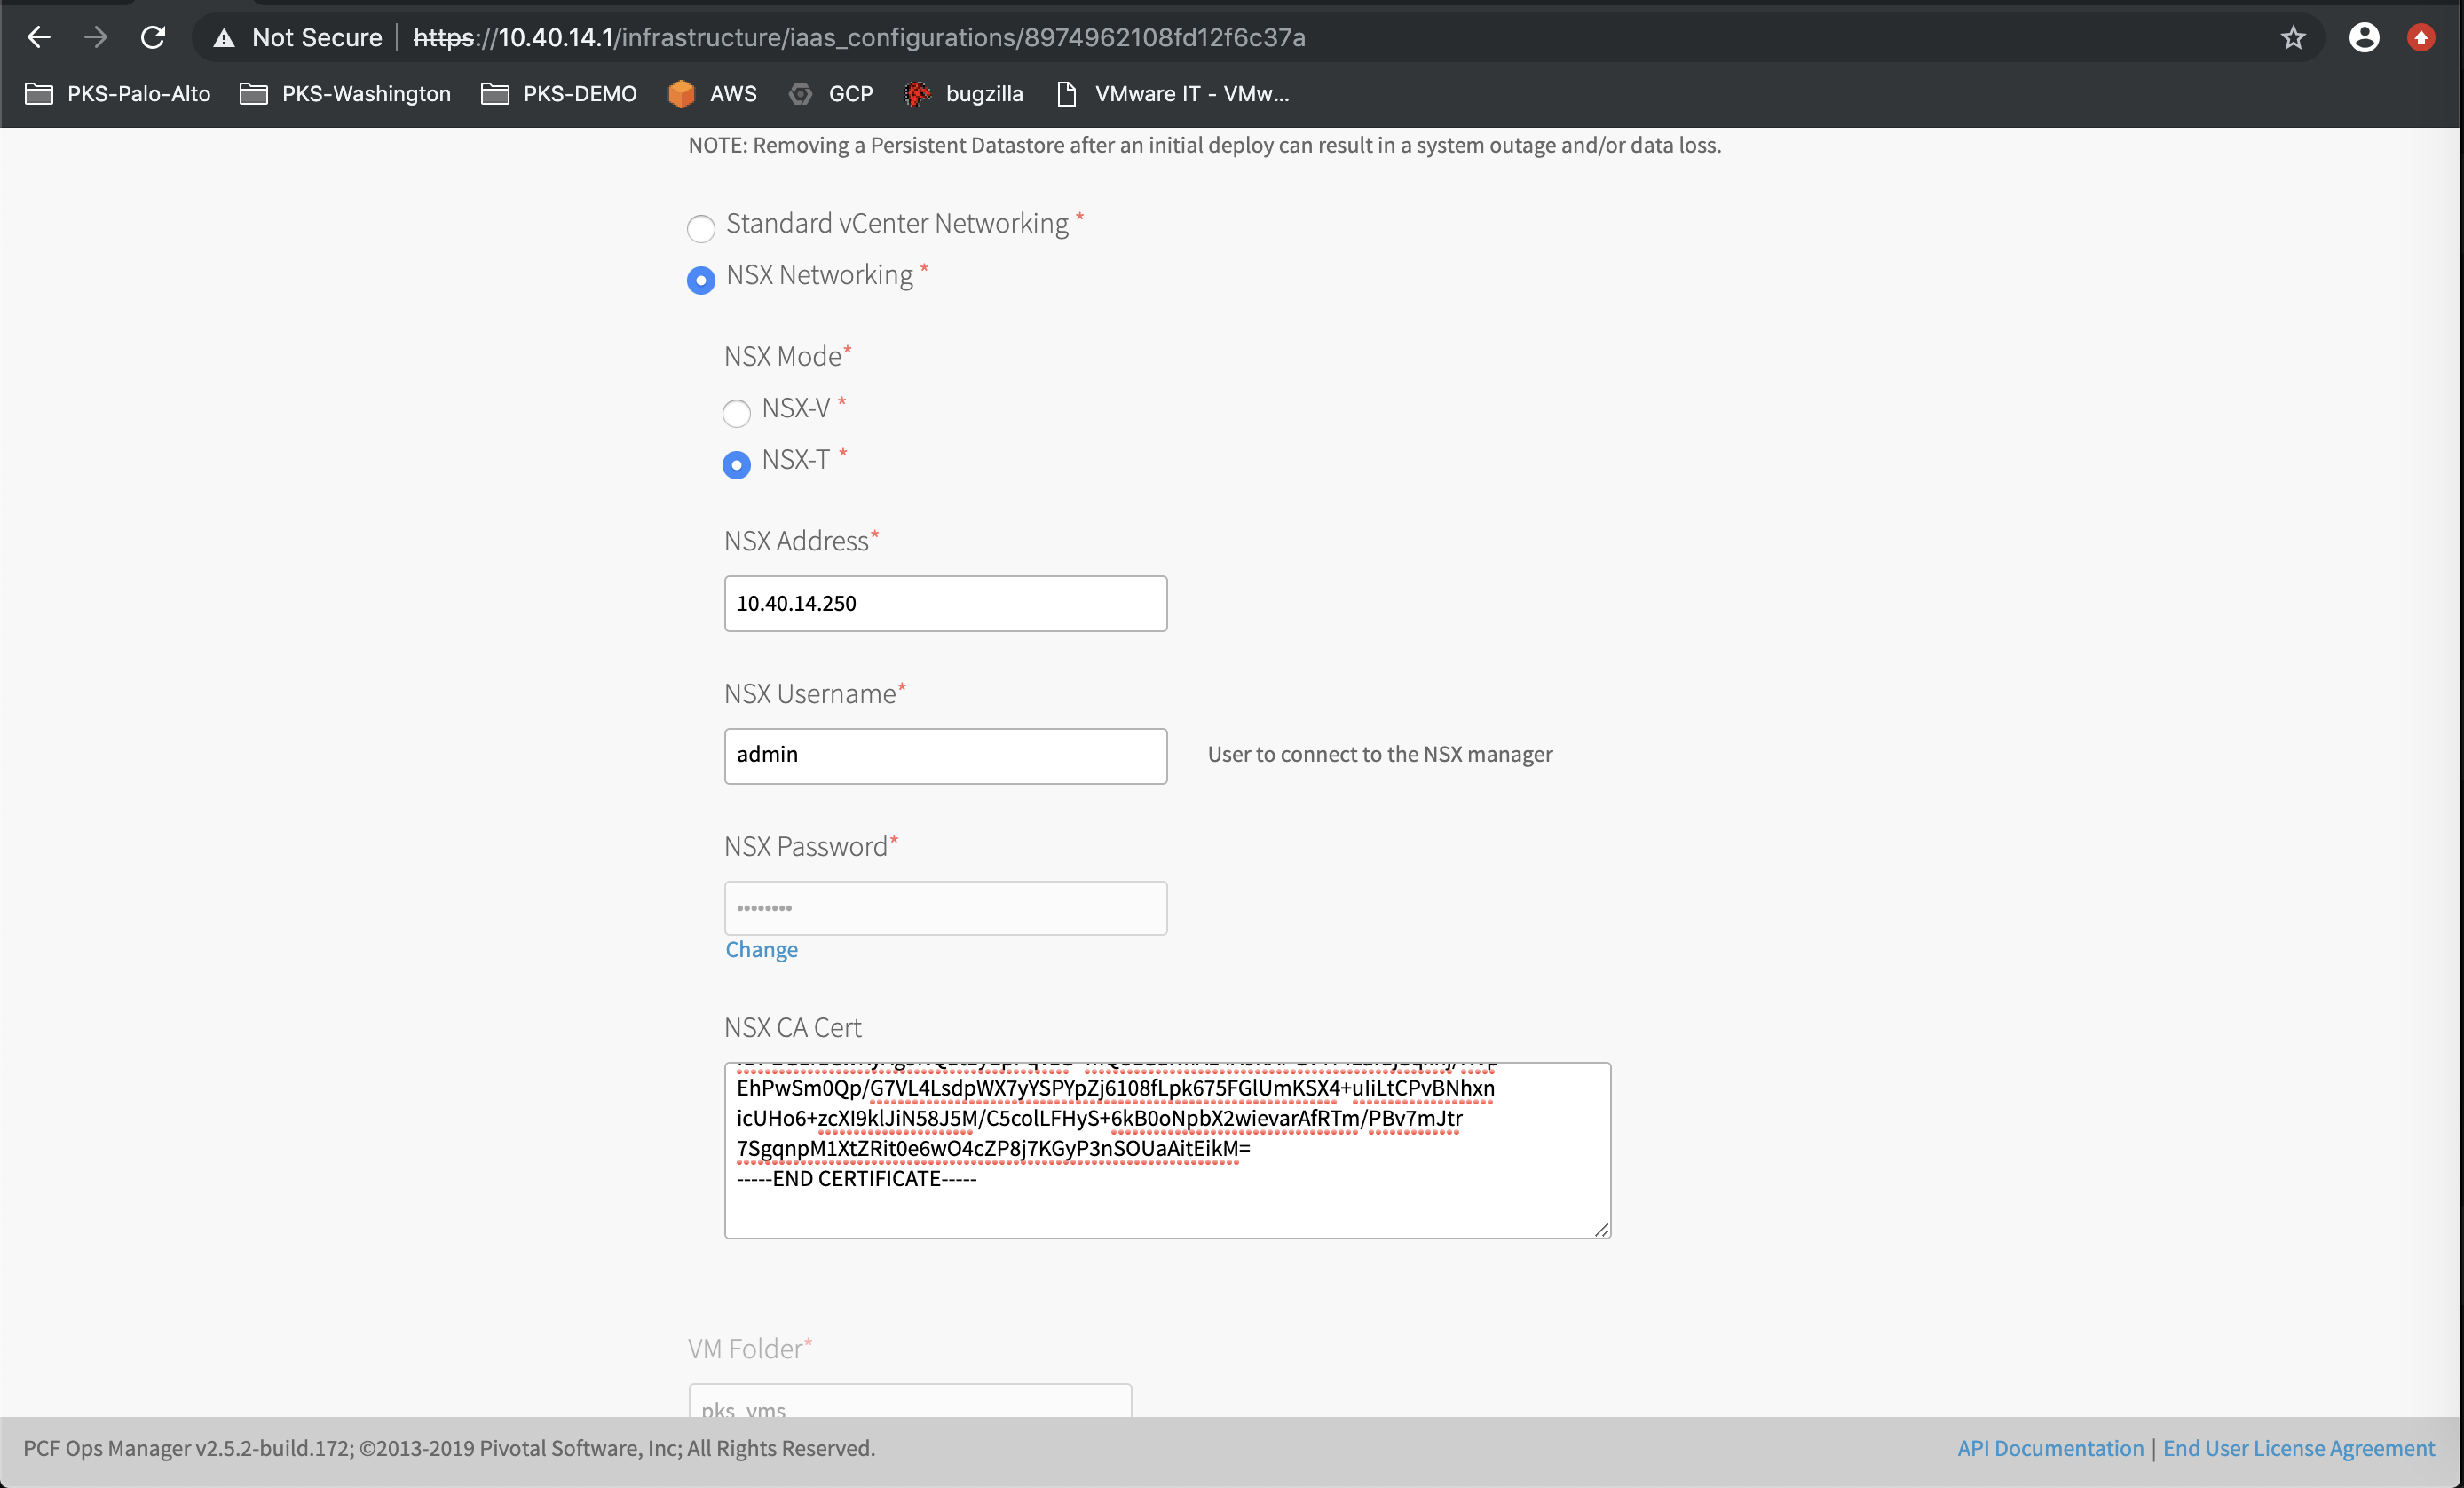 Not Secure
https://10.40.14.1/infrastructure/iaas_configurations/8974962108fd12f6c37a
PKS-Palo-Alto PKS-Washington PKS-DEMO AWS GCP bugzilla VMware IT - VMw...
NOTE: Removing a Persistent Datastore after an initial deploy can result in a system outage and/or data loss.
Standard vCenter Networking *
NSX Networking *
NSX Mode*
NSX-V *
NSX-T *
NSX Address*
10.40.14.250
NSX Username*
admin
User to connect to the NSX manager
NSX Password*
••••••••
Change
NSX CA Cert
EhPwSm0Qp/G7VL4LsdpWX7yYSPYpZj6108fLpk675FGlUmKSX4+uIiLtCPvBNhxn
icUHo6+zcXI9klJiN58J5M/C5colLFHyS+6kB0oNpbX2wievarAfRTm/PBv7mJtr
7SgqnpM1XtZRit0e6wO4cZP8j7KGyP3nSOUaAitEikM=
-----END CERTIFICATE-----
VM Folder*
pks_vms
PCF Ops Manager v2.5.2-build.172; ©2013-2019 Pivotal Software, Inc; All Rights Reserved.
API Documentation | End User License Agreement